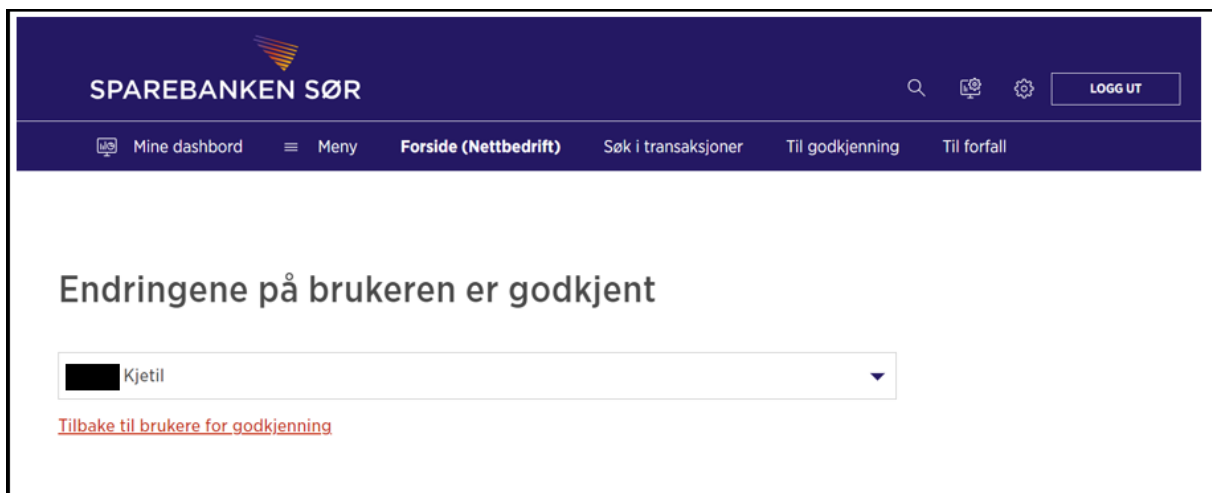 SPAREBANKEN SØR
LOGG UT
Mine dashbord Meny Forside (Nettbedrift) Søk i transaksjoner Til godkjenning Til forfall
Endringene på brukeren er godkjent
Kjetil
Tilbake til brukere for godkjenning